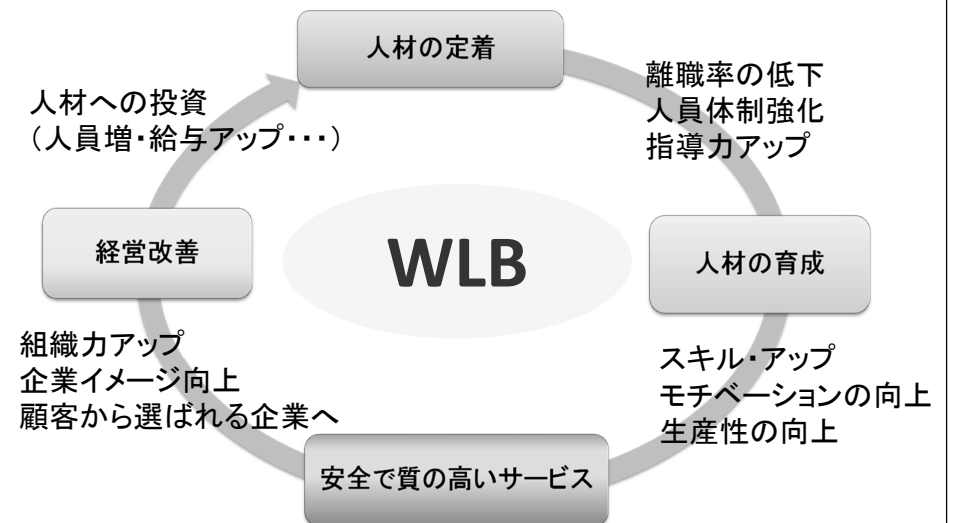 人材の定着
離職率の低下
人員体制強化
指導力アップ
人材への投資
（人員増・給与アップ・・・）
経営改善
WLB
人材の育成
組織力アップ
企業イメージ向上
顧客から選ばれる企業へ
スキル・アップ
モチベーションの向上
生産性の向上
安全で質の高いサービス